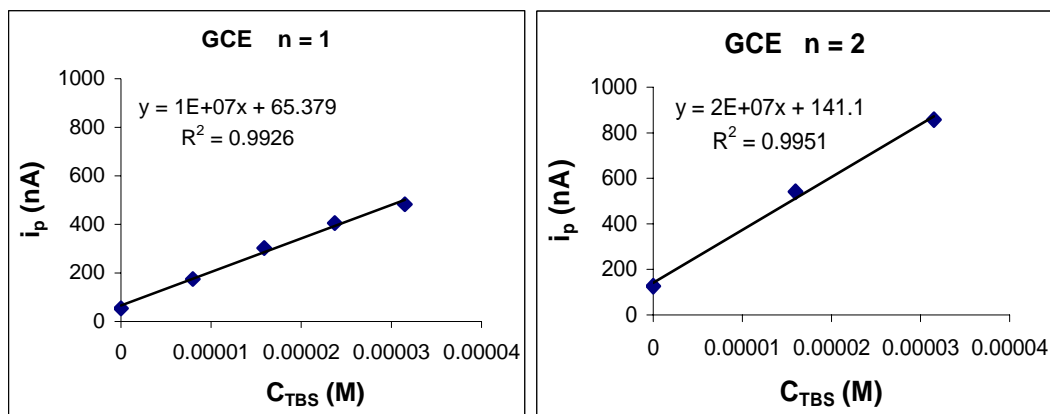 GCE n = 1
1000
800
600
400
200
0
y = 1E+07x + 65.379
R² = 0.9926
iₚ (nA)
0 0.00001 0.00002 0.00003 0.00004
C_TBS (M)
GCE n = 2
1000
800
600
400
200
0
y = 2E+07x + 141.1
R² = 0.9951
iₚ (nA)
0 0.00001 0.00002 0.00003 0.00004
C_TBS (M)